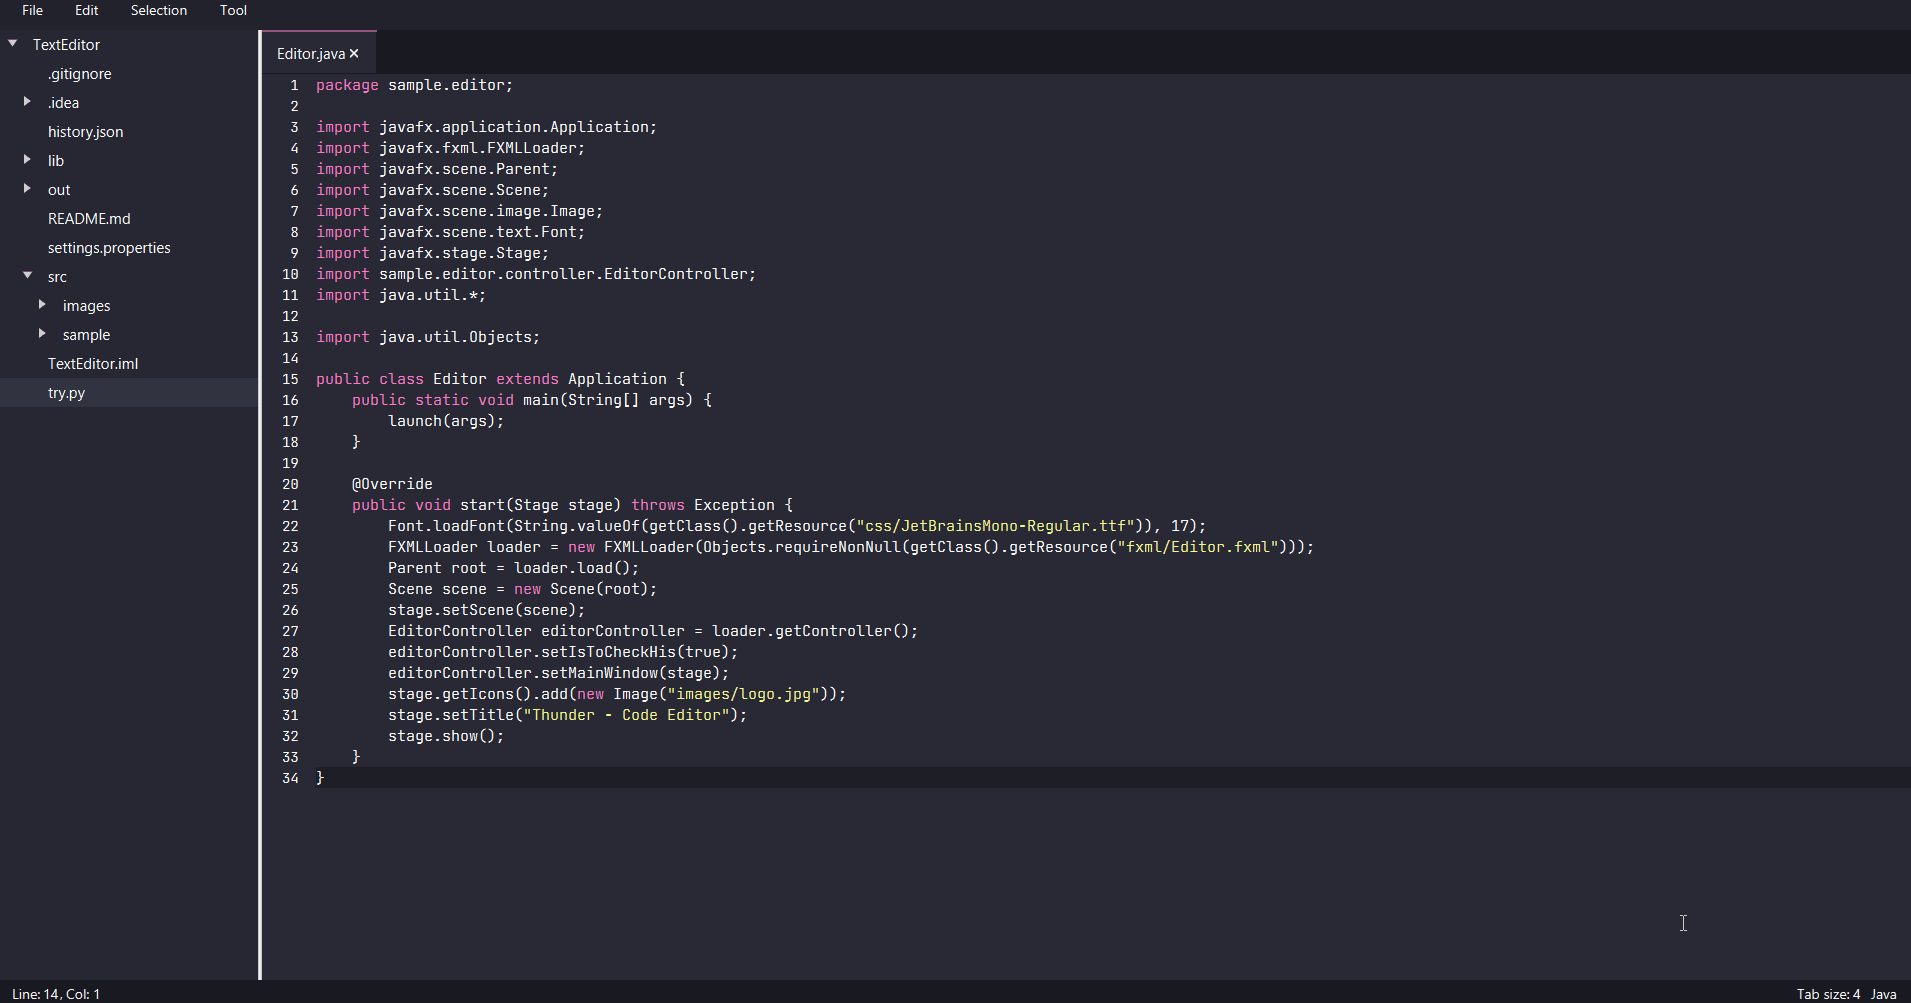 File Edit Selection Tool
TextEditor
.gitignore
.idea
history.json
lib
out
README.md
settings.properties
src
images
sample
TextEditor.iml
try.py
Editor.java ×
1 package sample.editor;
2
3 import javafx.application.Application;
4 import javafx.fxml.FXMLLoader;
5 import javafx.scene.Parent;
6 import javafx.scene.Scene;
7 import javafx.scene.image.Image;
8 import javafx.scene.text.Font;
9 import javafx.stage.Stage;
10 import sample.editor.controller.EditorController;
11 import java.util.*;
12
13 import java.util.Objects;
14
15 public class Editor extends Application {
16     public static void main(String[] args) {
17         launch(args);
18     }
19
20     @Override
21     public void start(Stage stage) throws Exception {
22         Font.loadFont(String.valueOf(getClass().getResource("css/JetBrainsMono-Regular.ttf")), 17);
23         FXMLLoader loader = new FXMLLoader(Objects.requireNonNull(getClass().getResource("fxml/Editor.fxml")));
24         Parent root = loader.load();
25         Scene scene = new Scene(root);
26         stage.setScene(scene);
27         EditorController editorController = loader.getController();
28         editorController.setIsToCheckHis(true);
29         editorController.setMainWindow(stage);
30         stage.getIcons().add(new Image("images/logo.jpg"));
31         stage.setTitle("Thunder - Code Editor");
32         stage.show();
33     }
34 }
Line: 14, Col: 1
Tab size: 4 Java